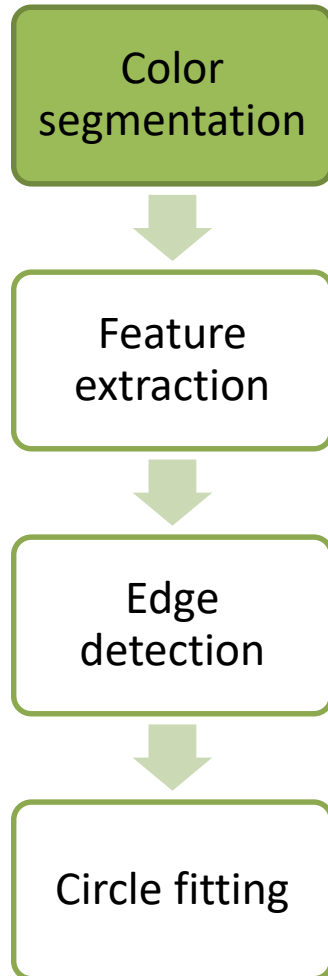 Color
segmentation
Feature
extraction
Edge
detection
Circle fitting